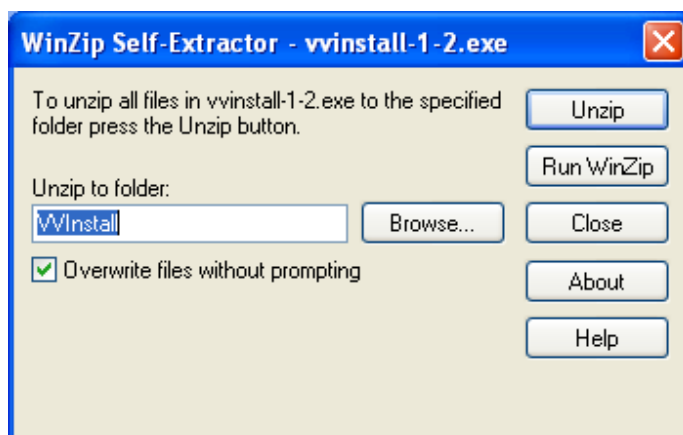 WinZip Self-Extractor - vvinstall-1-2.exe
To unzip all files in vvinstall-1-2.exe to the specified
folder press the Unzip button.
Unzip to folder:
VVInstall
Browse...
Overwrite files without prompting
Unzip
Run WinZip
Close
About
Help